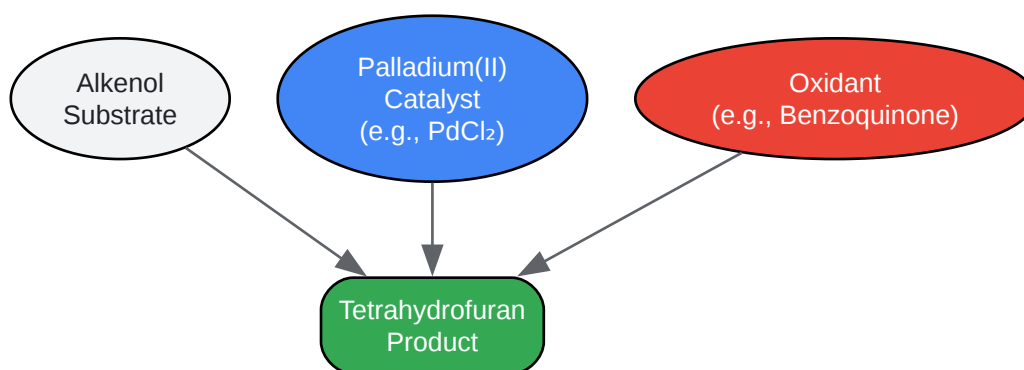 Alkenol
Substrate
Palladium(II)
Catalyst
(e.g., PdCl₂)
Oxidant
(e.g., Benzoquinone)
Tetrahydrofuran
Product